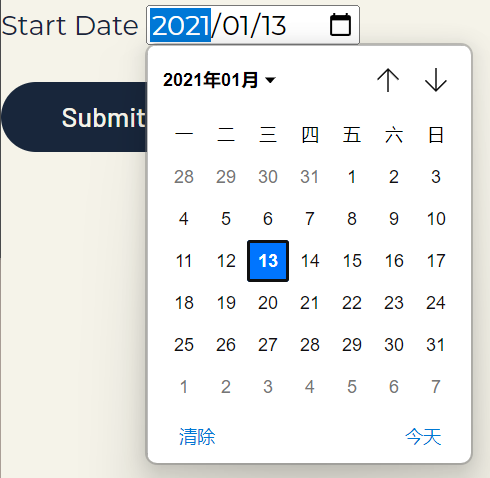 Start Date 2021/01/13
2021年01月
Submit
一 二 三 四 五 六 日
28 29 30 31 1 2 3
4 5 6 7 8 9 10
11 12 13 14 15 16 17
18 19 20 21 22 23 24
25 26 27 28 29 30 31
1 2 3 4 5 6 7
清除 今天